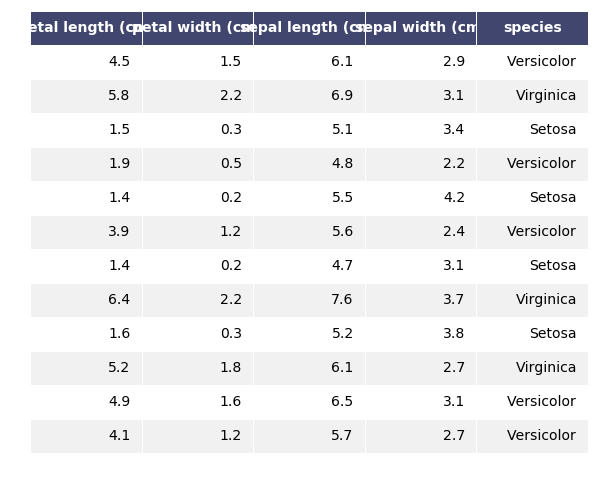 etal length (cm petal width (cm sepal length (cm sepal width (cm species
4.5 1.5 6.1 2.9 Versicolor
5.8 2.2 6.9 3.1 Virginica
1.5 0.3 5.1 3.4 Setosa
1.9 0.5 4.8 2.2 Versicolor
1.4 0.2 5.5 4.2 Setosa
3.9 1.2 5.6 2.4 Versicolor
1.4 0.2 4.7 3.1 Setosa
6.4 2.2 7.6 3.7 Virginica
1.6 0.3 5.2 3.8 Setosa
5.2 1.8 6.1 2.7 Virginica
4.9 1.6 6.5 3.1 Versicolor
4.1 1.2 5.7 2.7 Versicolor